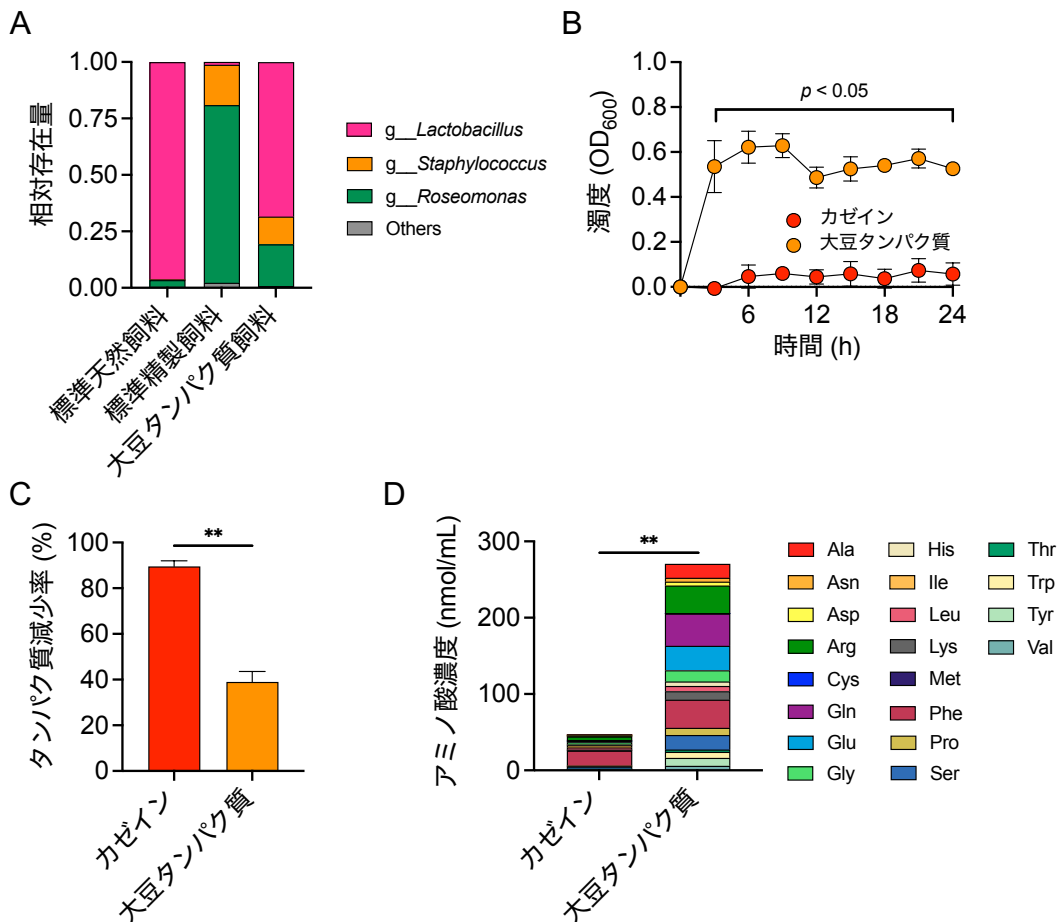 A
相対存在量
1.00
0.75
0.50
0.25
0.00
標準天然飼料
標準精製飼料
大豆タンパク質飼料
g__Lactobacillus
g__Staphylococcus
g__Roseomonas
Others
B
濁度 (OD600)
1.0
0.8
0.6
0.4
0.2
0.0
p < 0.05
カゼイン
大豆タンパク質
6
12
18
24
時間 (h)
C
タンパク質減少率 (%)
100
80
60
40
20
0
**
カゼイン
大豆タンパク質
D
アミノ酸濃度 (nmol/mL)
300
200
100
0
**
カゼイン
大豆タンパク質
Ala
Asn
Asp
Arg
Cys
Gln
Glu
Gly
His
Ile
Leu
Lys
Met
Phe
Pro
Ser
Thr
Trp
Tyr
Val